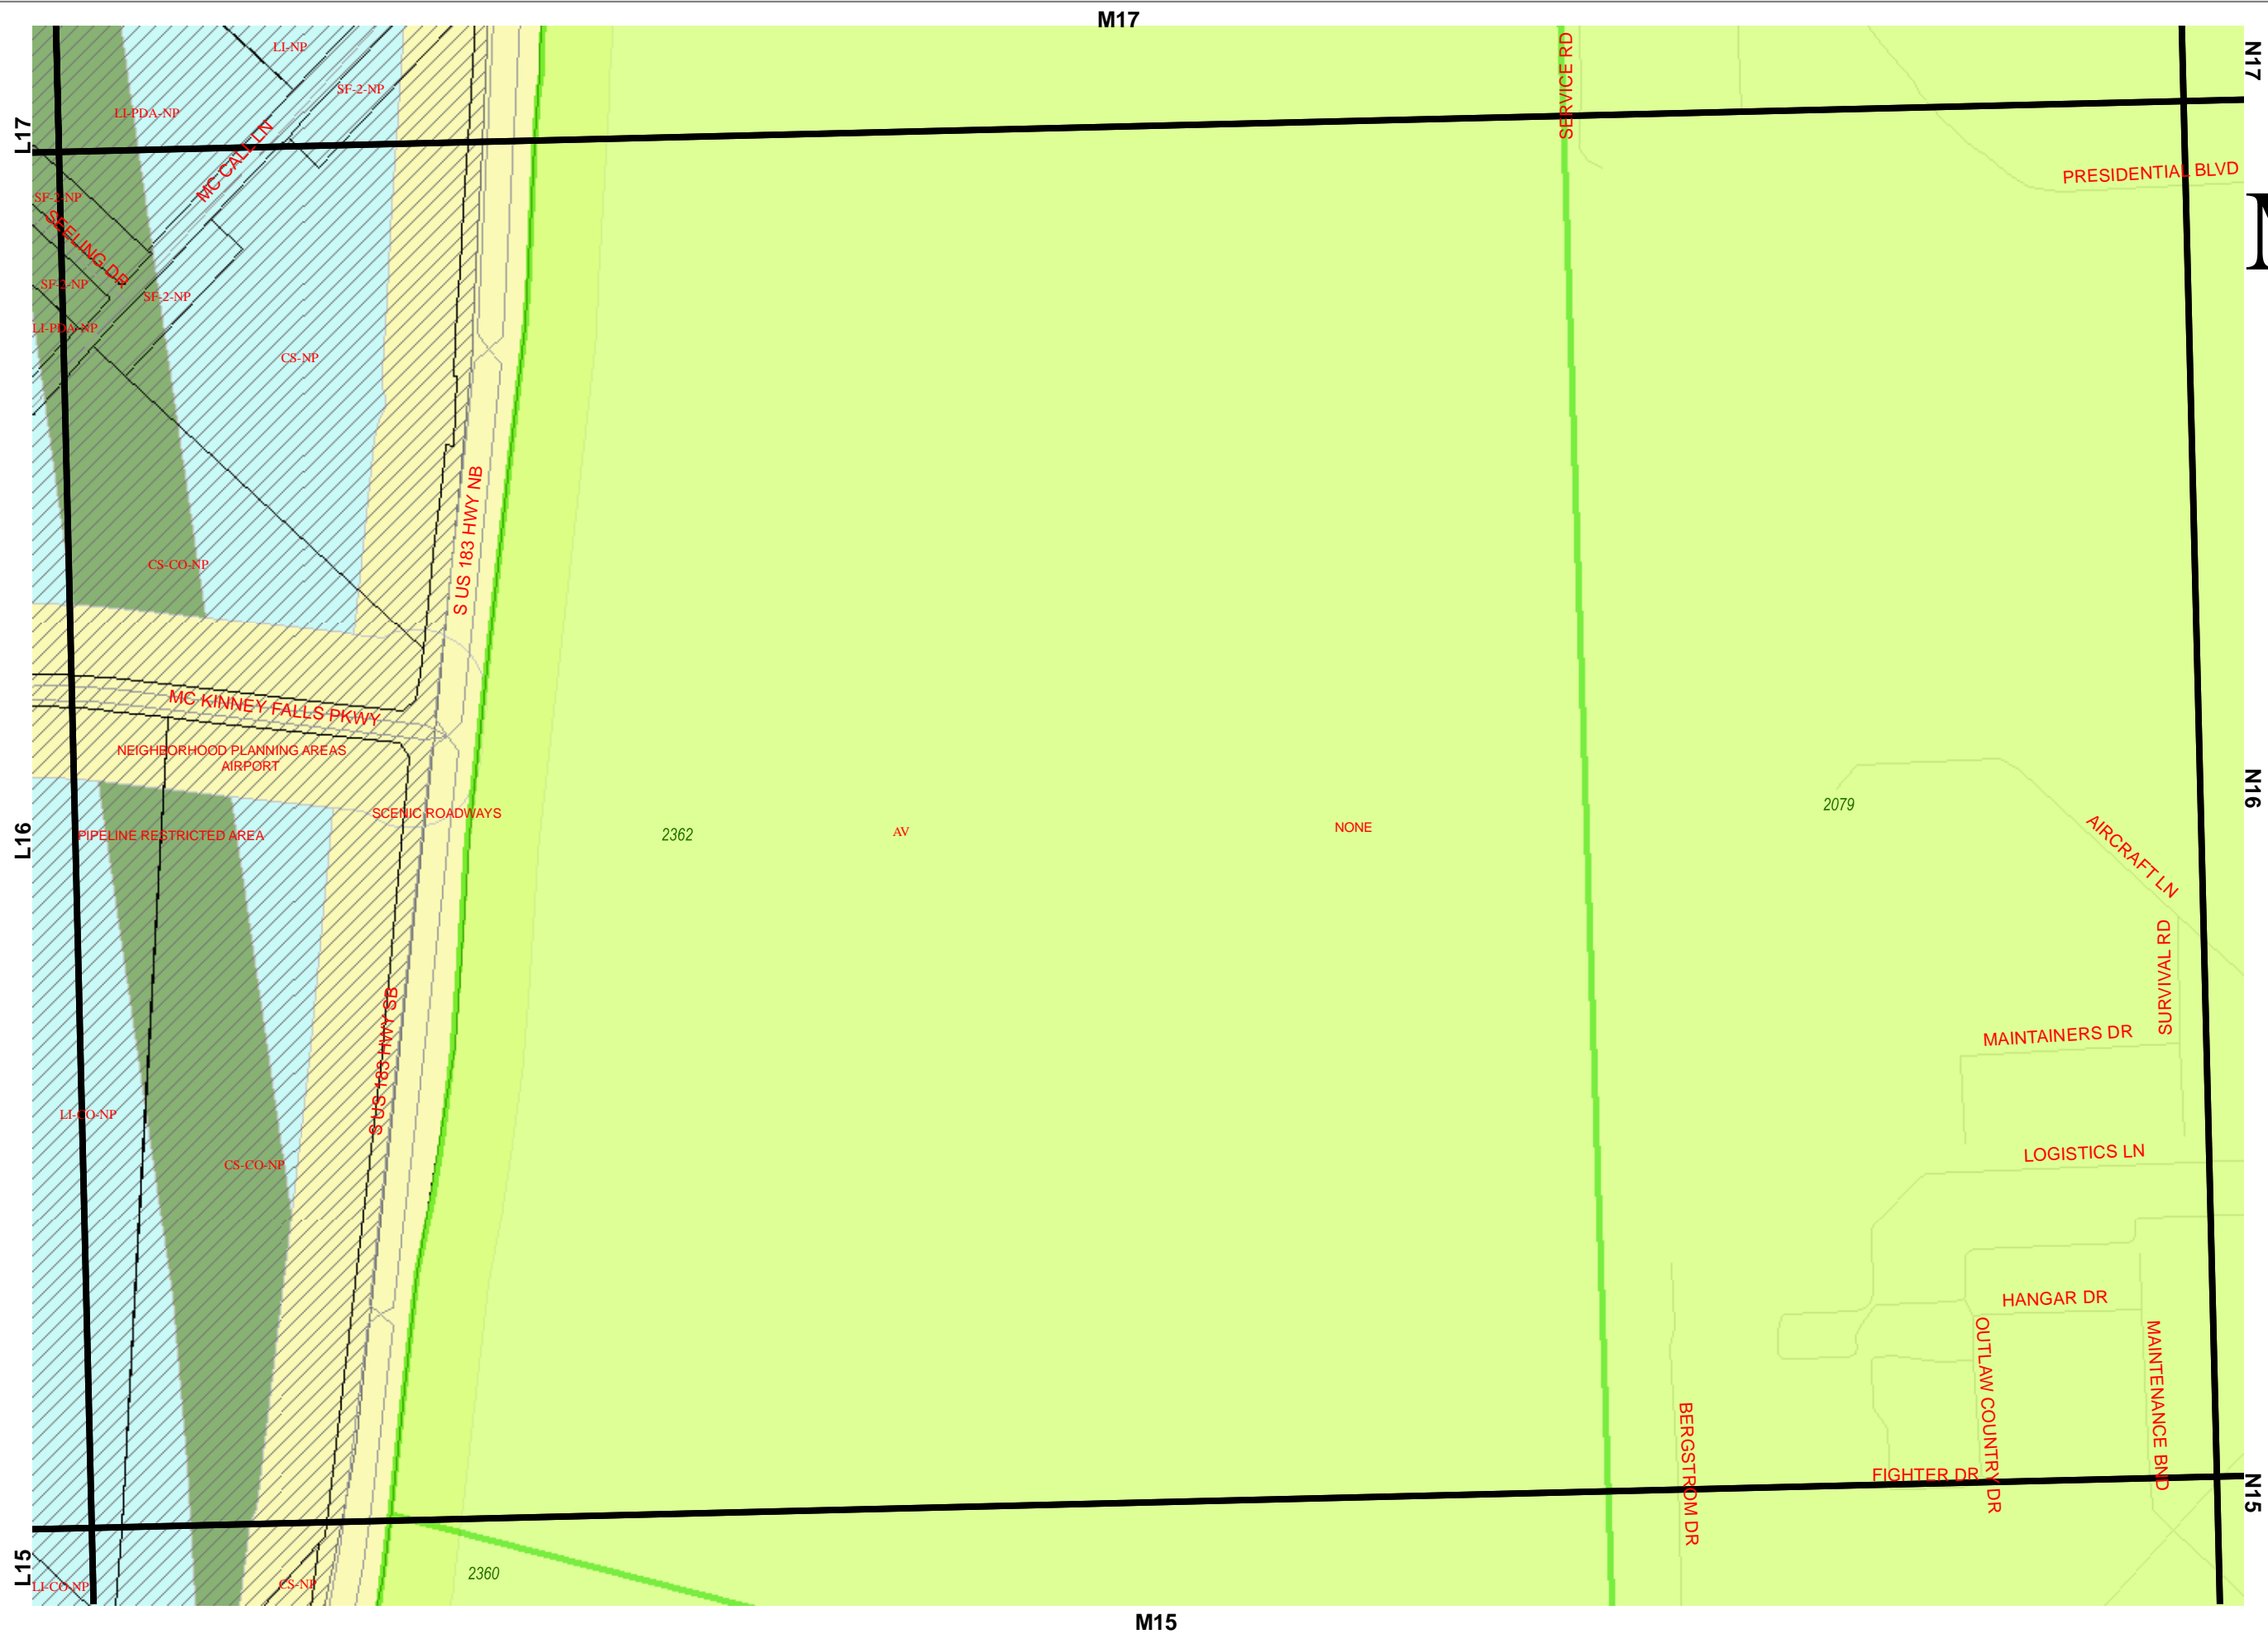 M17
LI-NP
SF-2-NP
LI-PDA-NP
SERVICE RD
N17
L17
MC CALL LN
PRESIDENTIAL BLVD
SF-2-NP
SEELING DR
SF-2-NP
SF-2-NP
LI-PDA-NP
CS-NP
S US 183 HWY NB
CS-CO-NP
MC KINNEY FALLS PKWY
NEIGHBORHOOD PLANNING AREAS
AIRPORT
N16
SCENIC ROADWAYS
L16
PIPELINE RESTRICTED AREA
2362
AV
NONE
2079
AIRCRAFT LN
SURVIVAL RD
MAINTAINERS DR
S US 183 HWY SB
LI-CO-NP
CS-CO-NP
LOGISTICS LN
HANGAR DR
OUTLAW COUNTRY DR
MAINTENANCE BND
BERGSTROM DR
FIGHTER DR
N15
L15
LI-CO-NP
CS-NP
2360
M15